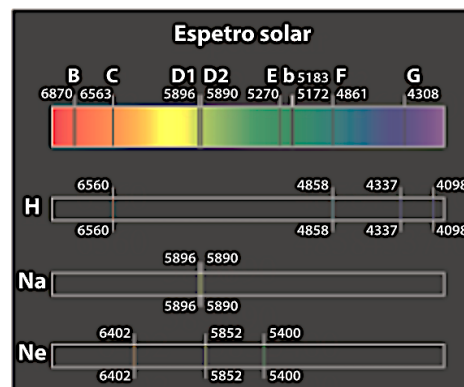 Espetro solar
B C D1 D2 E b 5183 F G
6870 6563 5896 5890 5270 5172 4861 4308
6560 4858 4337 4098
H
6560 4858 4337 4098
5896 5890
Na
5896 5890
6402 5852 5400
Ne
6402 5852 5400